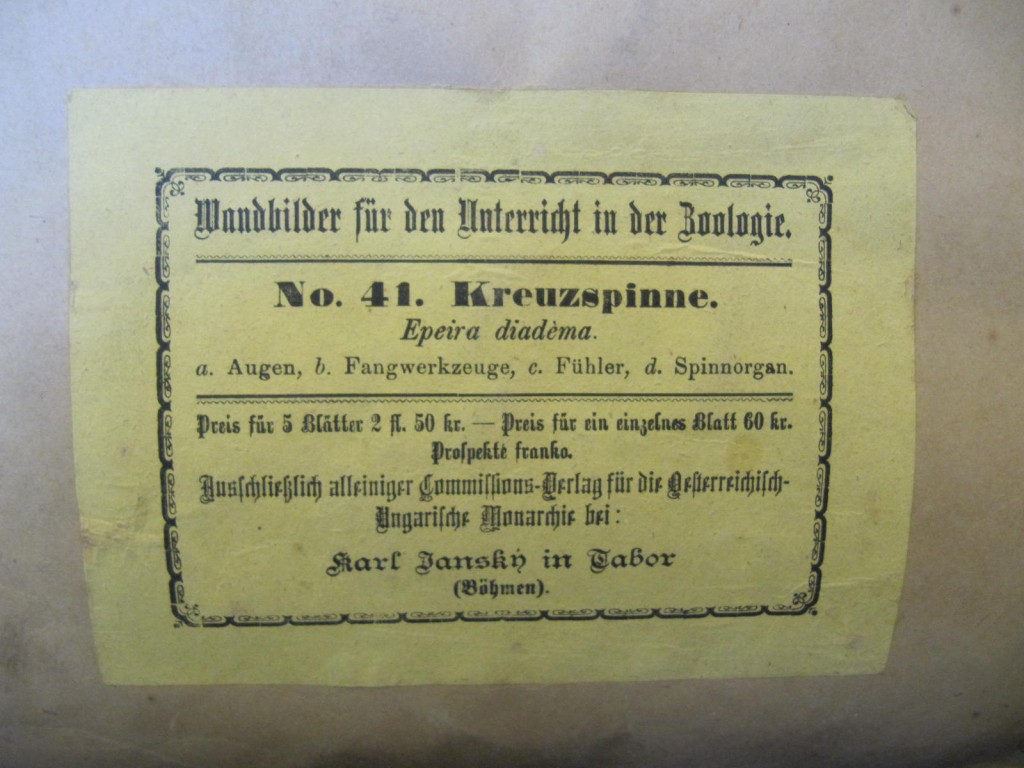 Wandbilder für den Unterricht in der Zoologie.
No. 41. Kreuzspinne.
Epeira diadèma.
a. Augen, b. Fangwerkzeuge, c. Fühler, d. Spinnorgan.
Preis für 5 Blätter 2 fl. 50 kr. — Preis für ein einzelnes Blatt 60 kr.
Prospekte franko.
Ausschließlich alleiniger Commissions-Verlag für die Oesterreichisch-
Ungarische Monarchie bei:
Karl Janský in Tabor
(Böhmen).